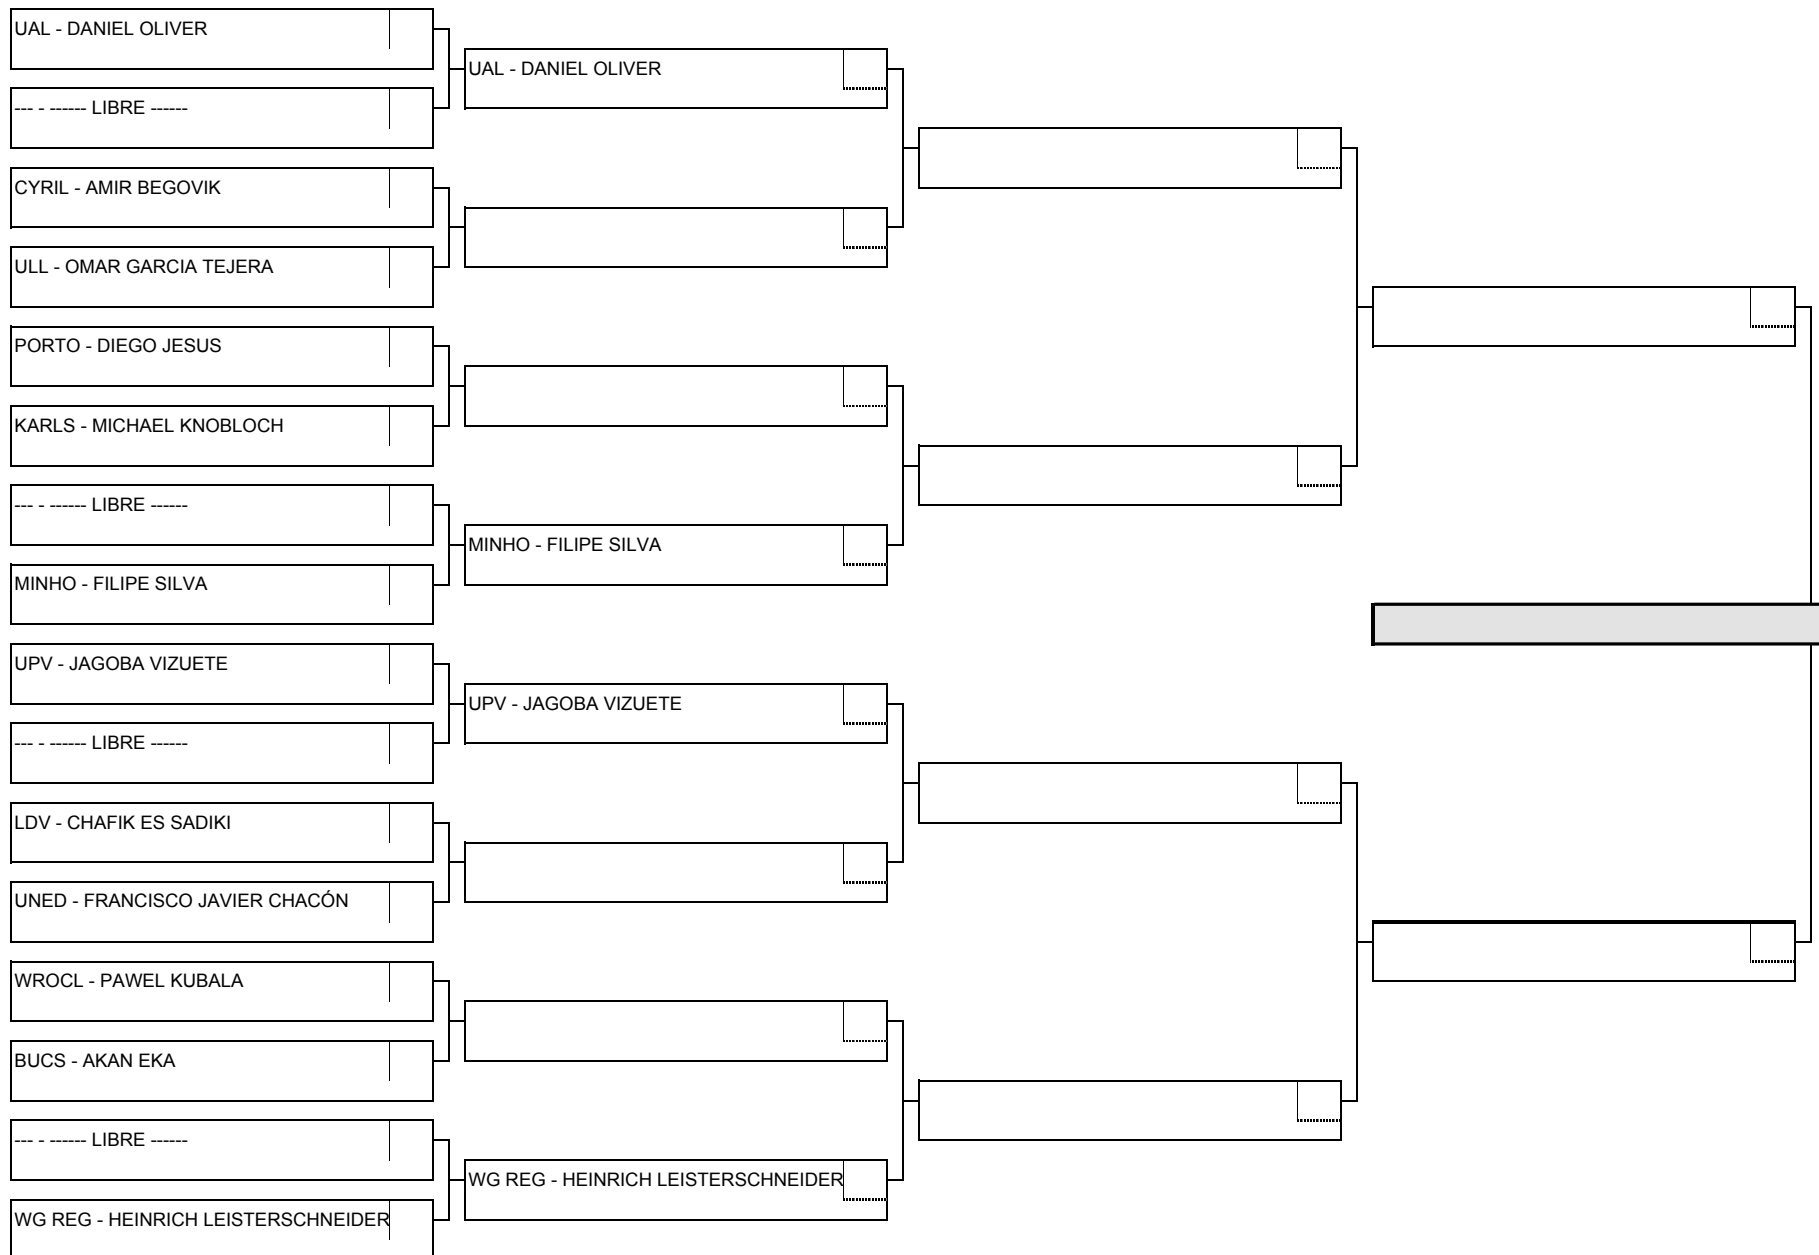 UAL - DANIEL OLIVER
--- - ------ LIBRE ------
CYRIL - AMIR BEGOVIK
ULL - OMAR GARCIA TEJERA
PORTO - DIEGO JESUS
KARLS - MICHAEL KNOBLOCH
--- - ------ LIBRE ------
MINHO - FILIPE SILVA
UPV - JAGOBA VIZUETE
--- - ------ LIBRE ------
LDV - CHAFIK ES SADIKI
UNED - FRANCISCO JAVIER CHACÓN
WROCL - PAWEL KUBALA
BUCS - AKAN EKA
--- - ------ LIBRE ------
WG REG - HEINRICH LEISTERSCHNEIDER
UAL - DANIEL OLIVER
MINHO - FILIPE SILVA
UPV - JAGOBA VIZUETE
WG REG - HEINRICH LEISTERSCHNEIDER